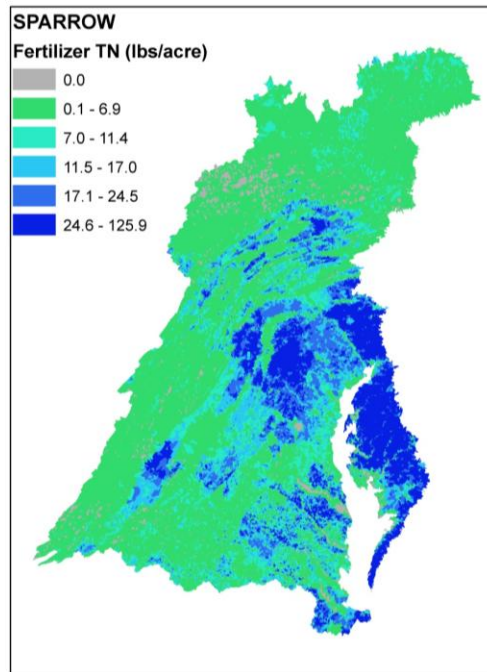 SPARROW
Fertilizer TN (lbs/acre)
0.0
0.1 - 6.9
7.0 - 11.4
11.5 - 17.0
17.1 - 24.5
24.6 - 125.9